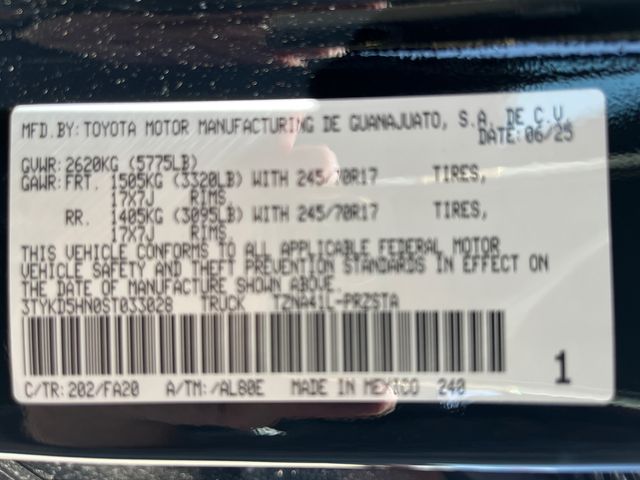 MFD.BY:TOYOTA MOTOR MANUFACTURING DE GUANAJUATO, S.A. DE C.V.
DATE:06/25
GVWR:2620KG (5775LB)
GAWR:FRT. 1505KG (3320LB) WITH 245/70R17 TIRES,
17X7J RIMS,
RR. 1405KG (3095LB) WITH 245/70R17 TIRES,
17X7J RIMS,
THIS VEHICLE CONFORMS TO ALL APPLICABLE FEDERAL MOTOR
VEHICLE SAFETY AND THEFT PREVENTION STANDARDS IN EFFECT ON
THE DATE OF MANUFACTURE SHOWN ABOVE.
3TYKD5HN0ST033028 TRUCK TZNA41L-PRZSTA
1
C/TR:202/FA20 A/TM:/AL80E MADE IN MEXICO 240